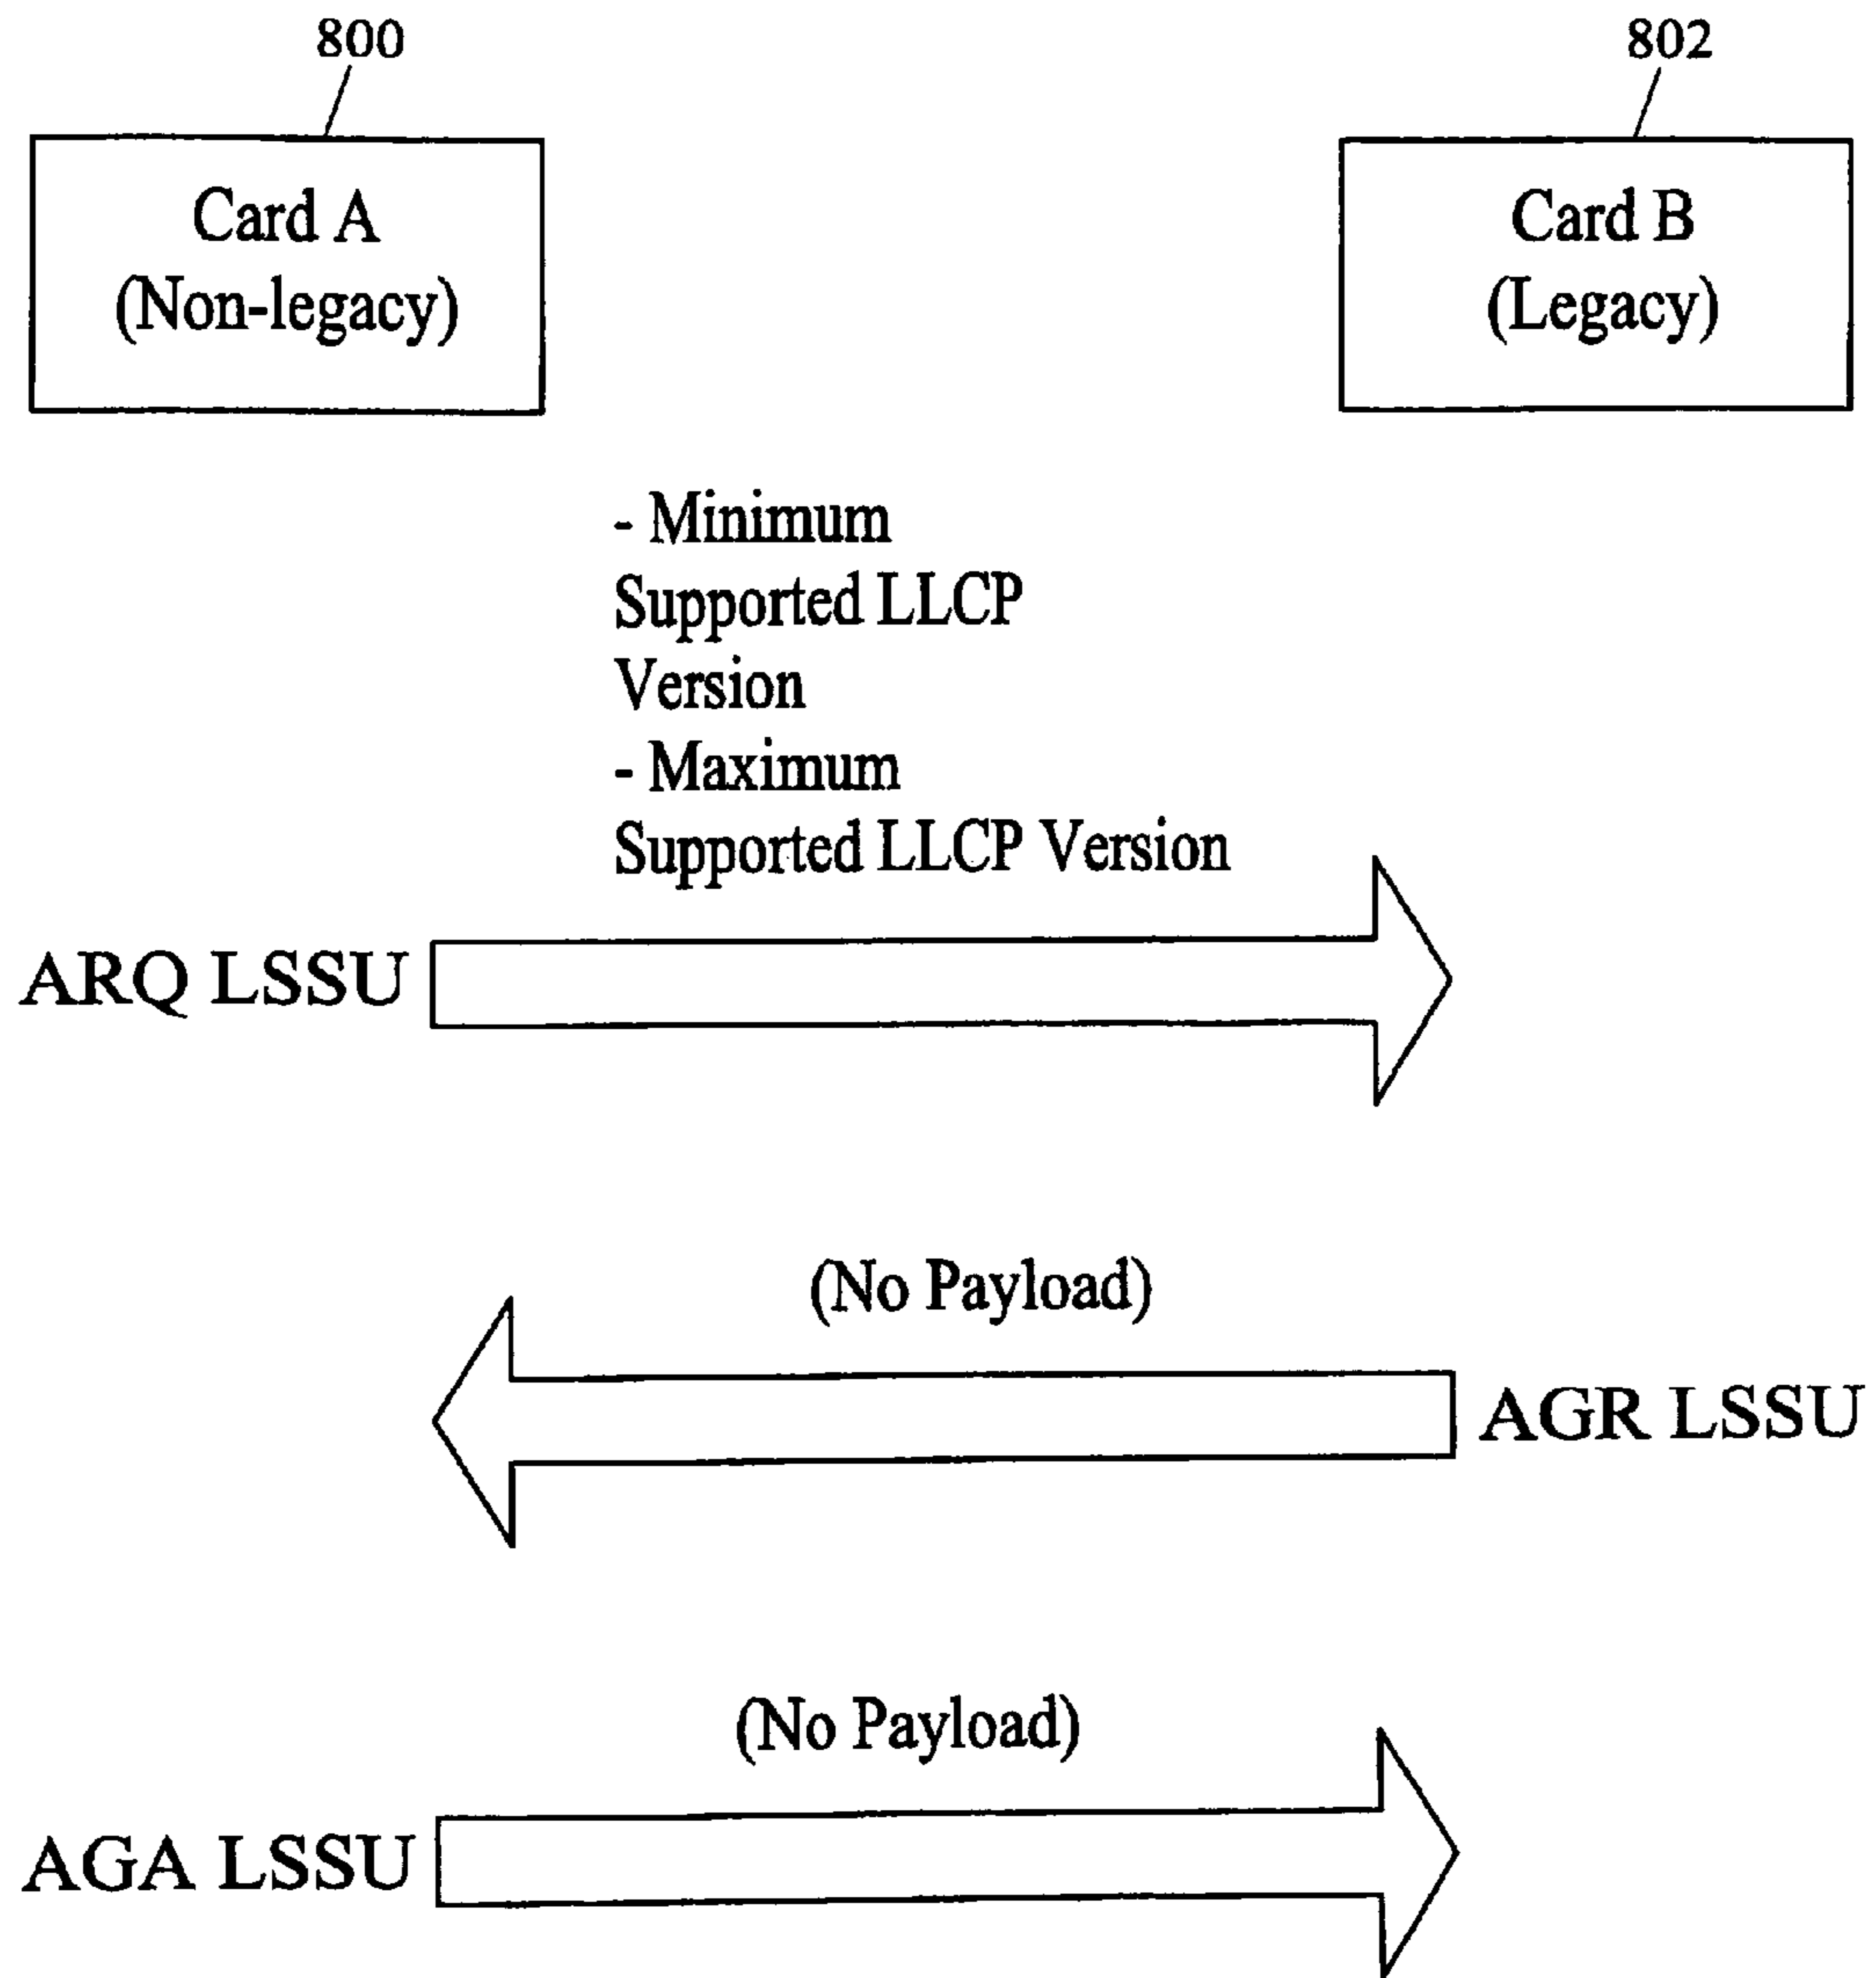 800
802
Card A
(Non-legacy)
Card B
(Legacy)
- Minimum
Supported LLCP
Version
- Maximum
Supported LLCP Version
ARQ LSSU
(No Payload)
AGR LSSU
(No Payload)
AGA LSSU